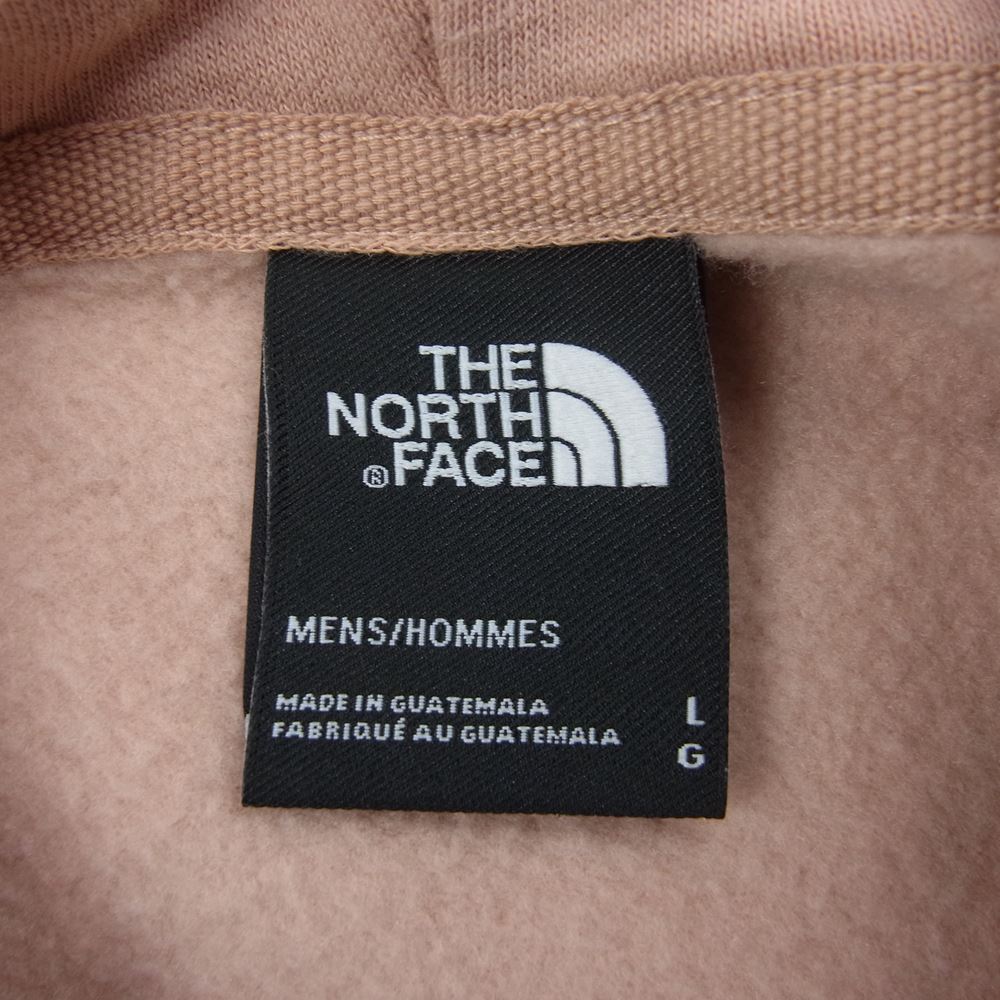 THE
NORTH
®FACE
MENS/HOMMES
MADE IN GUATEMALA
FABRIQUÉ AU GUATEMALA
L
G